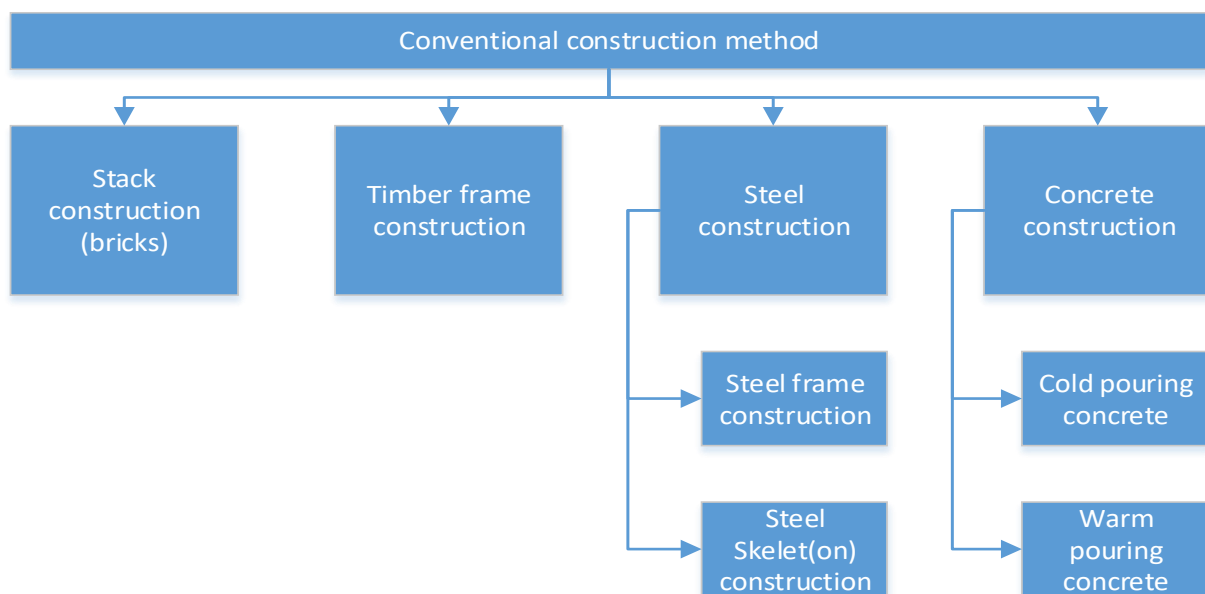 Conventional construction method
Stack
construction
(bricks)
Timber frame
construction
Steel
construction
Concrete
construction
Steel frame
construction
Cold pouring
concrete
Steel
Skelet(on)
construction
Warm
pouring
concrete